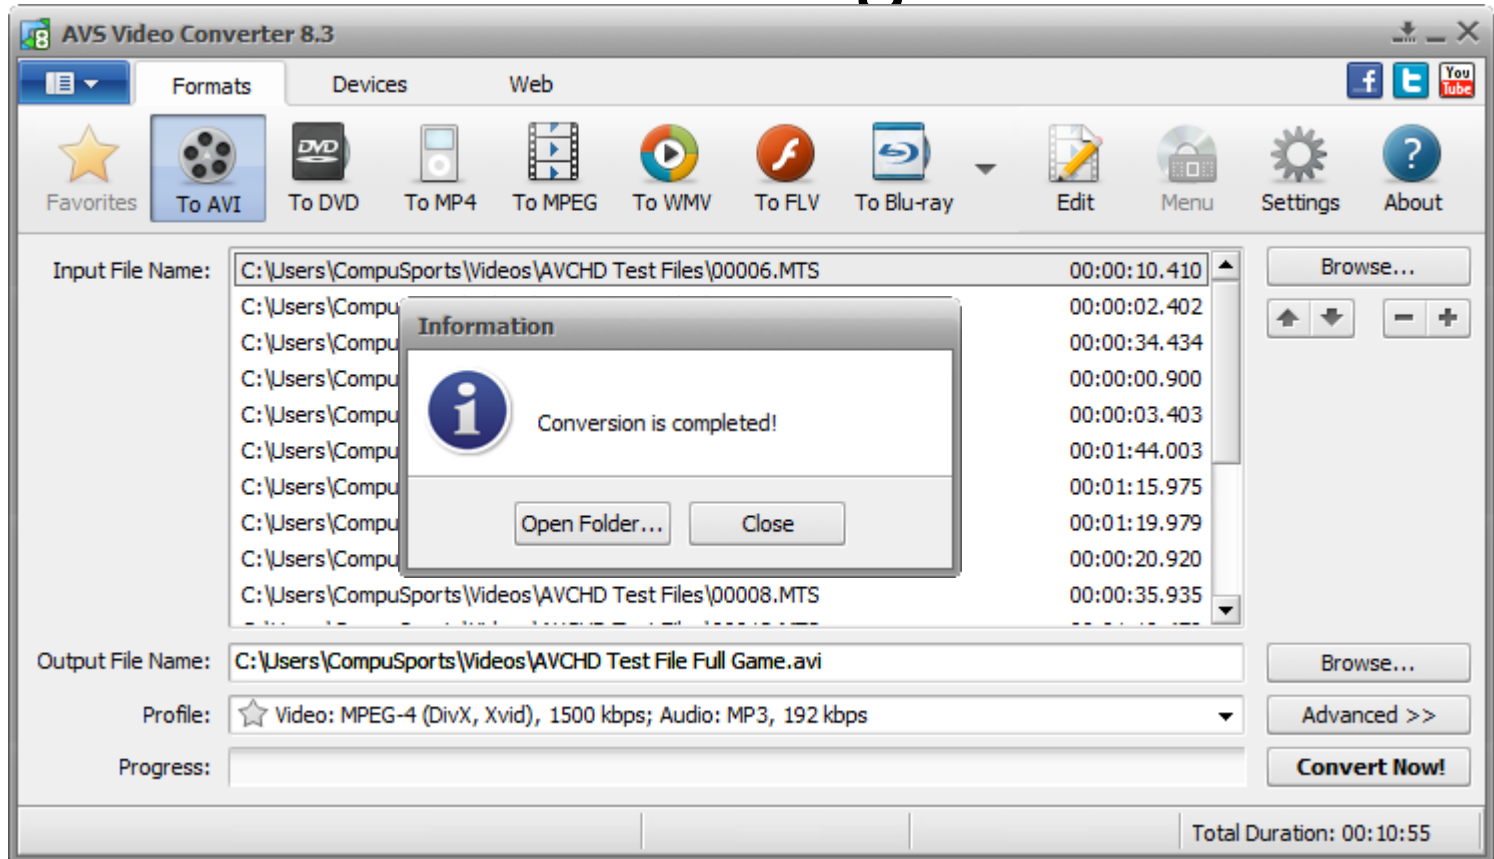 AVS Video Converter 8.3
Formats Devices Web
You Tube
DVD
Favorites To AVI To DVD To MP4 To MPEG To WMV To FLV To Blu-ray Edit Menu Settings About
Input File Name: C:\Users\CompuSports\Videos\AVCHD Test Files\00006.MTS 00:00:10.410 Browse...
C:\Users\Compu 00:00:02.402
Information
C:\Users\Compu 00:00:34.434
C:\Users\Compu 00:00:00.900
C:\Users\Compu Conversion is completed! 00:00:03.403
C:\Users\Compu 00:01:44.003
C:\Users\Compu 00:01:15.975
C:\Users\Compu Open Folder... Close 00:01:19.979
C:\Users\Compu 00:00:20.920
C:\Users\CompuSports\Videos\AVCHD Test Files\00008.MTS 00:00:35.935
Output File Name: C:\Users\CompuSports\Videos\AVCHD Test File Full Game.avi Browse...
Profile: Video: MPEG-4 (DivX, Xvid), 1500 kbps; Audio: MP3, 192 kbps Advanced >>
Progress: Convert Now!
Total Duration: 00:10:55